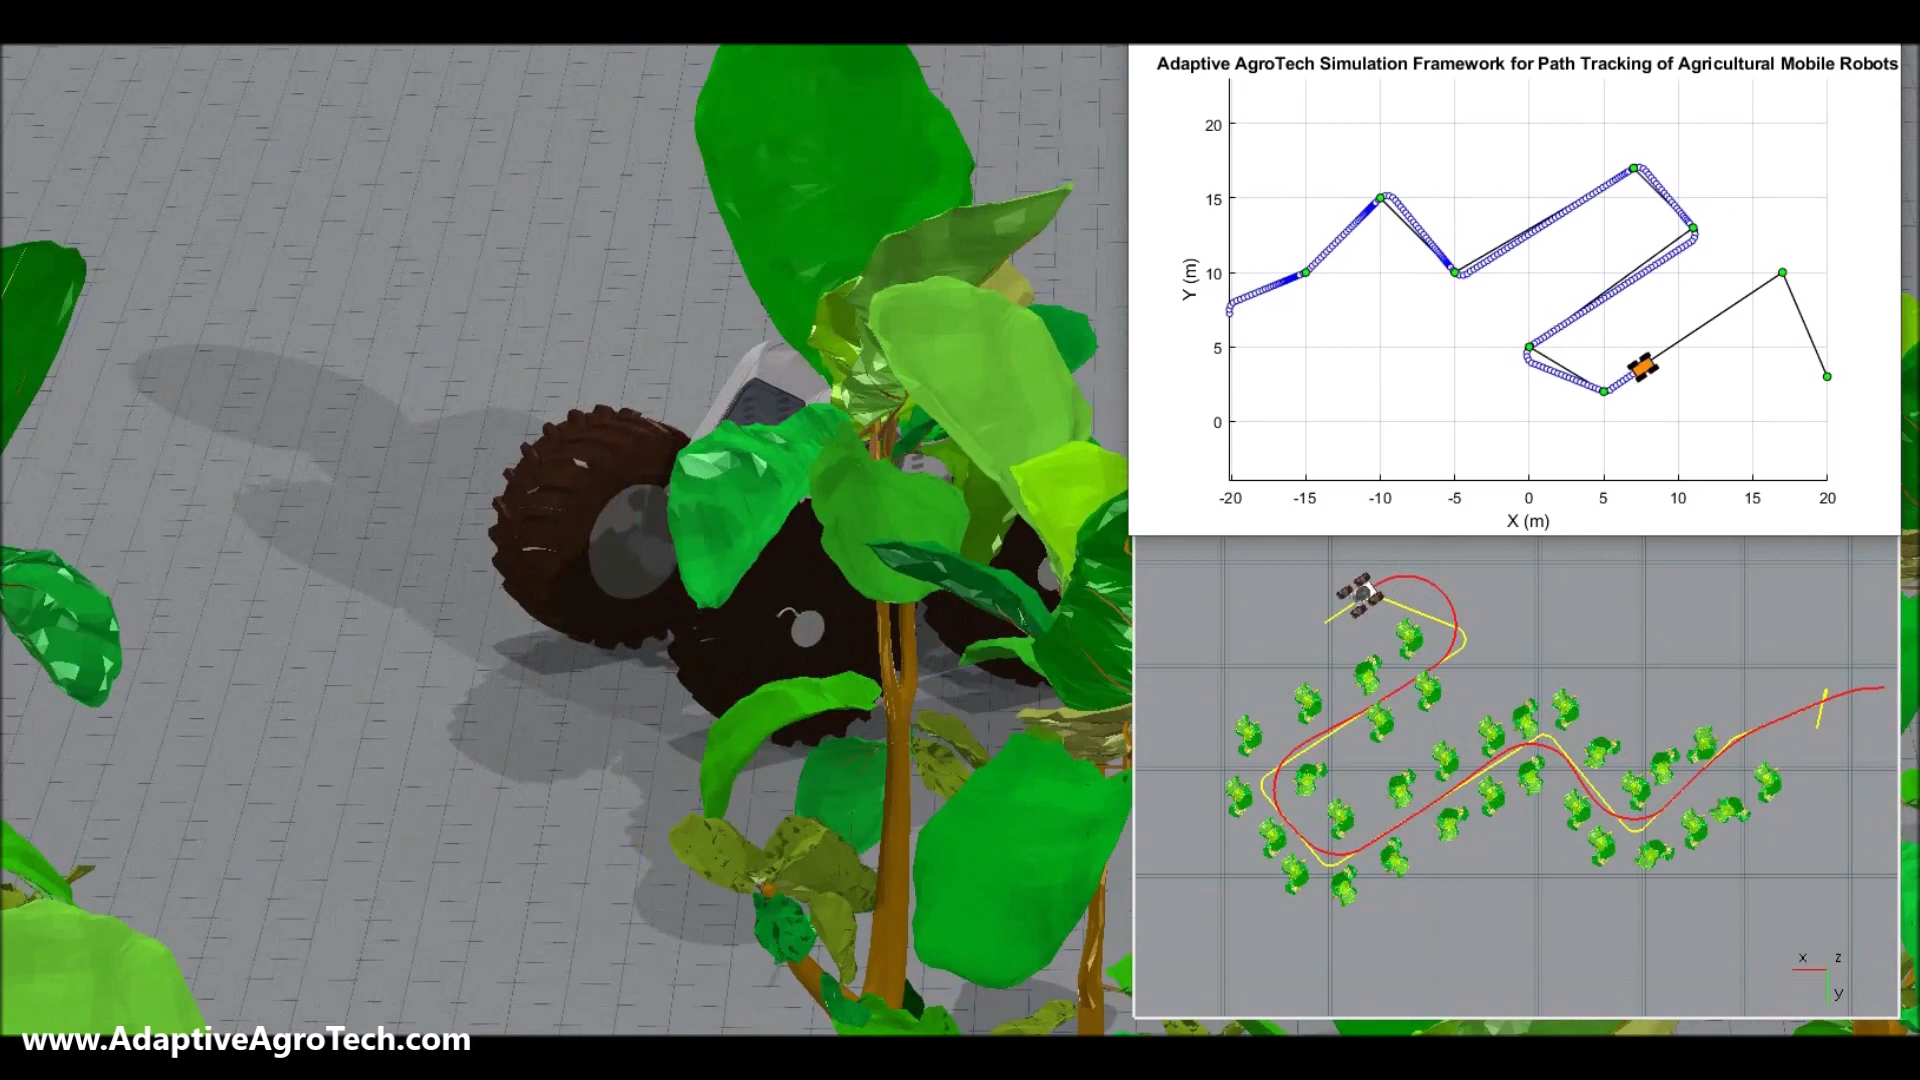 Adaptive AgroTech Simulation Framework for Path Tracking of Agricultural Mobile Robots
20
15
10
5
0
Y (m)
-20 -15 -10 -5 0 5 10 15 20
X (m)
x z
y
www.AdaptiveAgroTech.com